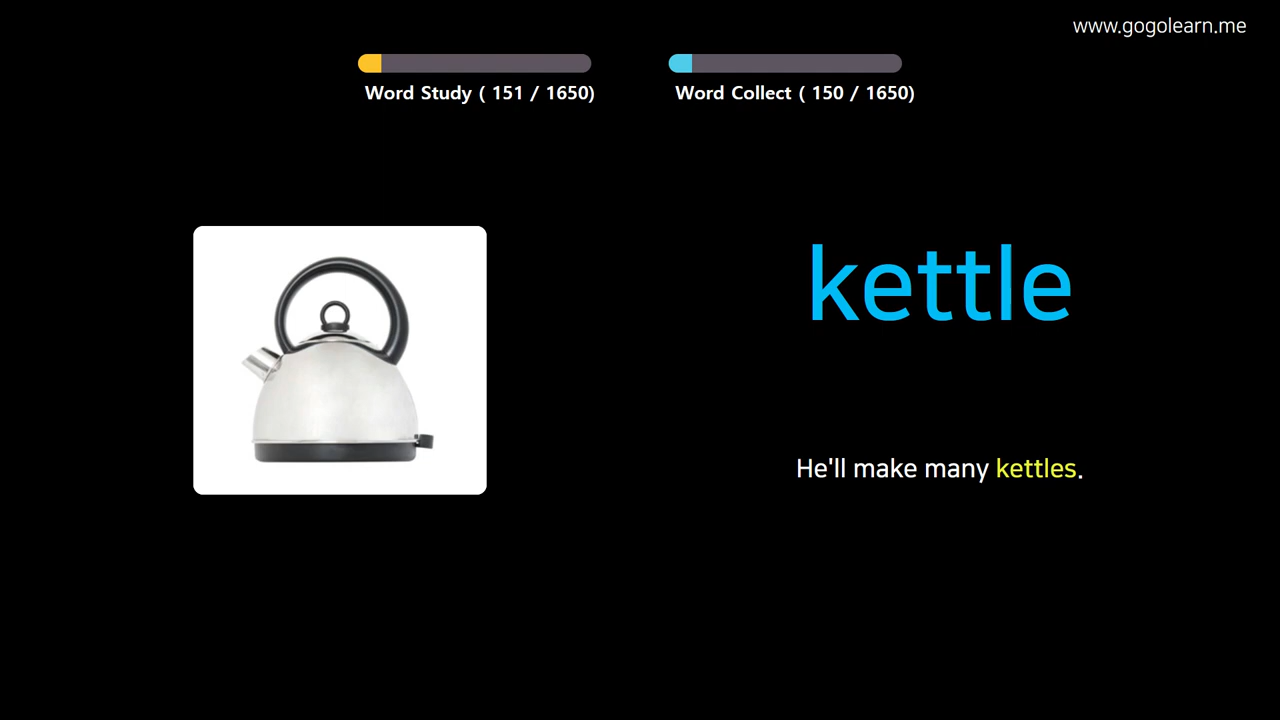 www.gogolearn.me
Word Study ( 151 / 1650)
Word Collect ( 150 / 1650)
kettle
He'll make many kettles.